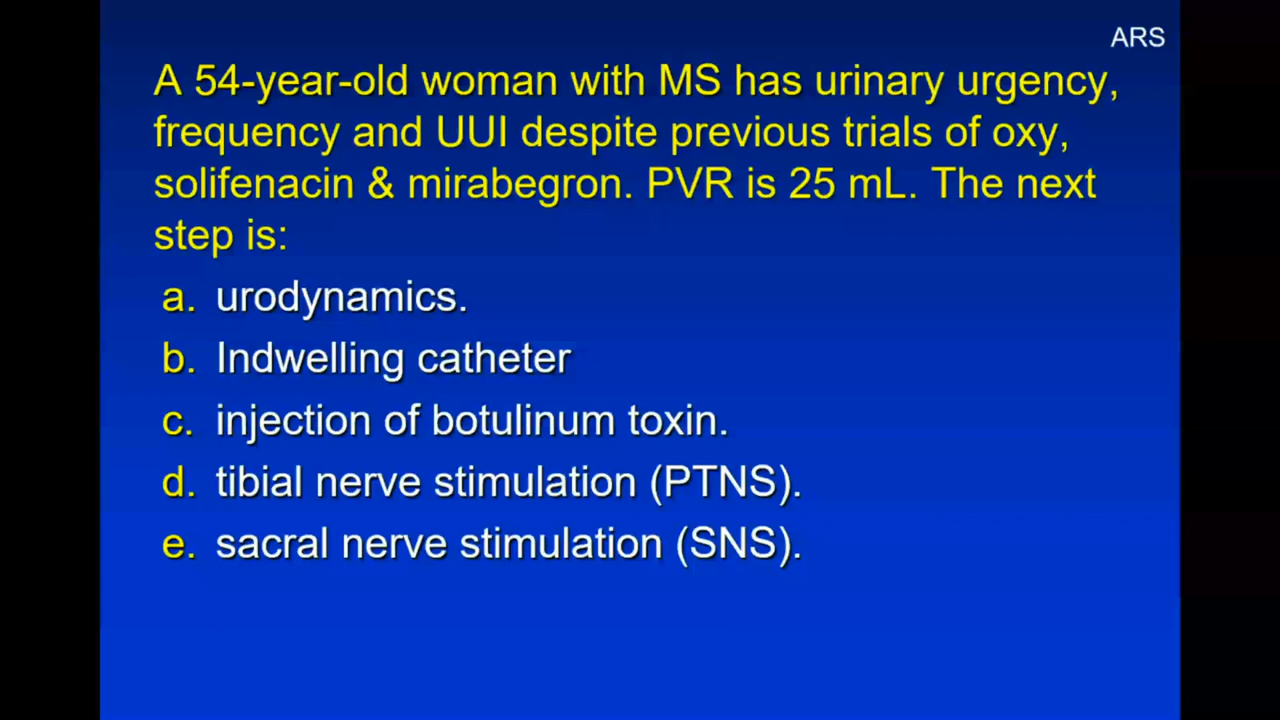 ARS
A 54-year-old woman with MS has urinary urgency,
frequency and UUI despite previous trials of oxy,
solifenacin & mirabegron. PVR is 25 mL. The next
step is:
a. urodynamics.
b. Indwelling catheter
c. injection of botulinum toxin.
d. tibial nerve stimulation (PTNS).
e. sacral nerve stimulation (SNS).